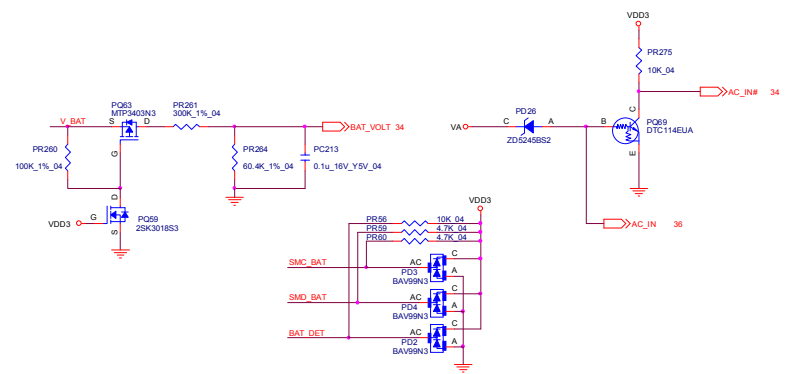 VDD3
PR275
10K_04
AC_IN# 34
C
PQ69
DTC114EUA
B
E
PD26
VA
C
A
ZD5245BS2
AC_IN 36
PQ63
MTP3403N3
PR261
300K_1%_04
V_BAT
S
D
G
BAT_VOLT 34
PR260
100K_1%_04
PR264
60.4K_1%_04
PC213
0.1u_16V_Y5V_04
D
PQ59
2SK3018S3
VDD3
G
S
VDD3
PR56
10K_04
PR59
4.7K_04
PR60
4.7K_04
SMC_BAT
AC
C
A
PD3
BAV99N3
SMD_BAT
AC
C
A
PD4
BAV99N3
BAT_DET
AC
C
A
PD2
BAV99N3